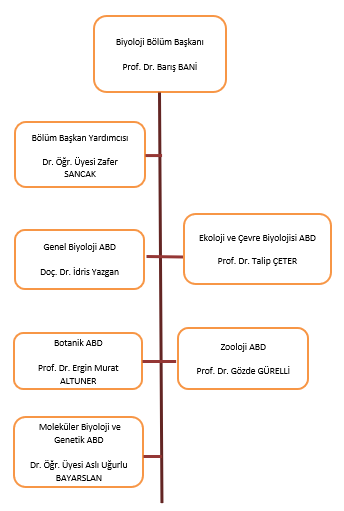 Biyoloji Bölüm Başkanı
Prof. Dr. Barış BANİ
Bölüm Başkan Yardımcısı
Dr. Öğr. Üyesi Zafer
SANCAK
Genel Biyoloji ABD
Doç. Dr. İdris Yazgan
Ekoloji ve Çevre Biyolojisi ABD
Prof. Dr. Talip ÇETER
Botanik ABD
Prof. Dr. Ergin Murat
ALTUNER
Zooloji ABD
Prof. Dr. Gözde GÜRELLİ
Moleküler Biyoloji ve
Genetik ABD
Dr. Öğr. Üyesi Aslı Uğurlu
BAYARSLAN